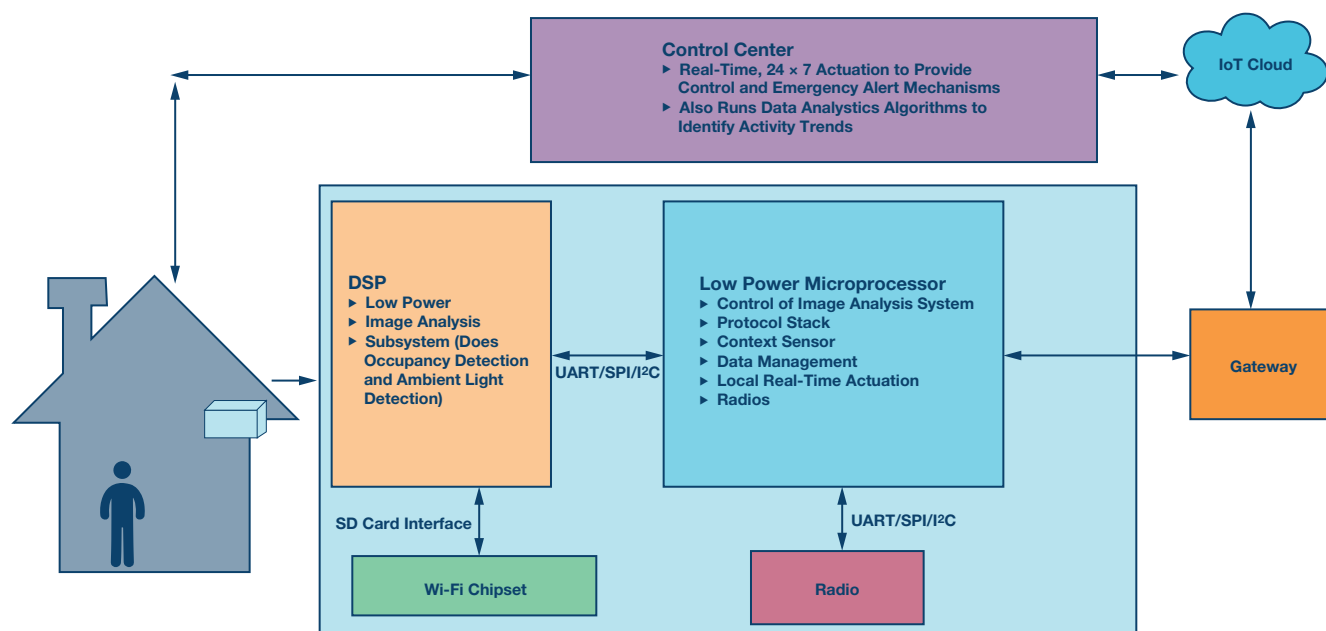 Control Center
▸ Real-Time, 24 × 7 Actuation to Provide
Control and Emergency Alert Mechanisms
▸ Also Runs Data Analystics Algorithms to
Identify Activity Trends
IoT Cloud
DSP
▸ Low Power
▸ Image Analysis
▸ Subsystem (Does
Occupancy Detection
and Ambient Light
Detection)
UART/SPI/I²C
Low Power Microprocessor
▸ Control of Image Analysis System
▸ Protocol Stack
▸ Context Sensor
▸ Data Management
▸ Local Real-Time Actuation
▸ Radios
Gateway
SD Card Interface
UART/SPI/I²C
Wi-Fi Chipset
Radio